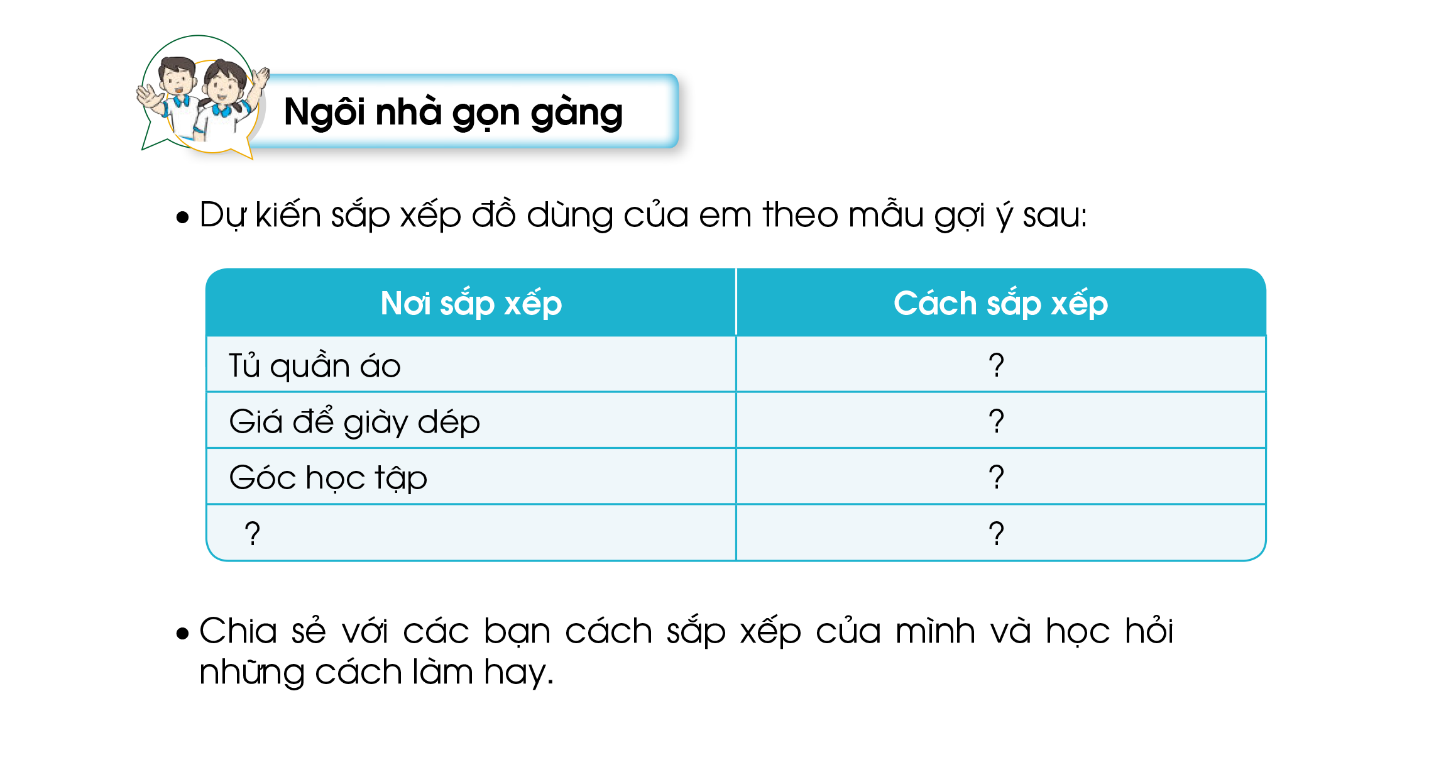 Ngôi nhà gọn gàng
• Dự kiến sắp xếp đồ dùng của em theo mẫu gợi ý sau:
Nơi sắp xếp Cách sắp xếp
Tủ quần áo ?
Giá để giày dép ?
Góc học tập ?
? ?
• Chia sẻ với các bạn cách sắp xếp của mình và học hỏi
những cách làm hay.